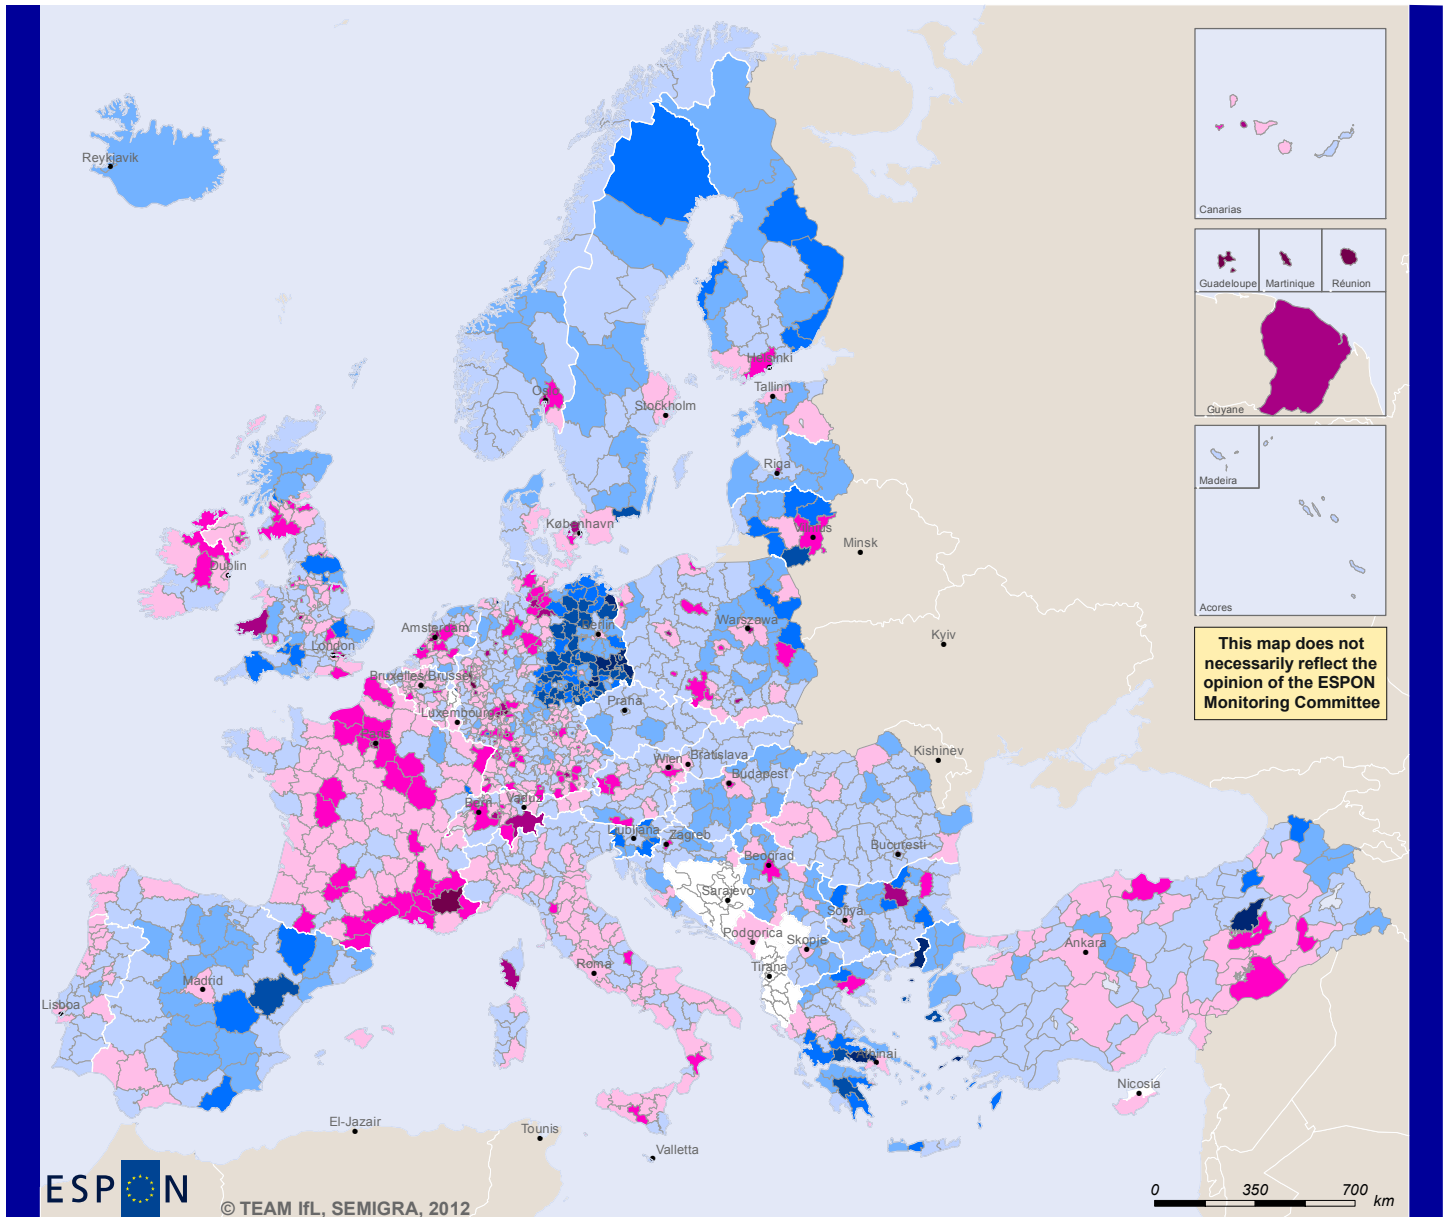 Reykjavik
Canarias
Guadeloupe
Martinique
Réunion
Guyane
Madeira
Acores
This map does not
necessarily reflect the
opinion of the ESPON
Monitoring Committee
Oslo
Stockholm
Helsinki
Tallinn
Riga
Vilnius
Minsk
København
Dublin
London
Amsterdam
Berlin
Warszawa
Kyiv
Bruxelles/Brussel
Luxembourg
Praha
Kishinev
Wien
Bratislava
Budapest
Bern
Vaduz
Ljubljana
Zagreb
Beograd
Bucuresti
Sarajevo
Sofiya
Podgorica
Skopje
Tirana
Ankara
Madrid
Lisboa
Roma
Athinai
Nicosia
El-Jazair
Tounis
Valletta
ESPON
© TEAM IfL, SEMIGRA, 2012
0 350 700 km